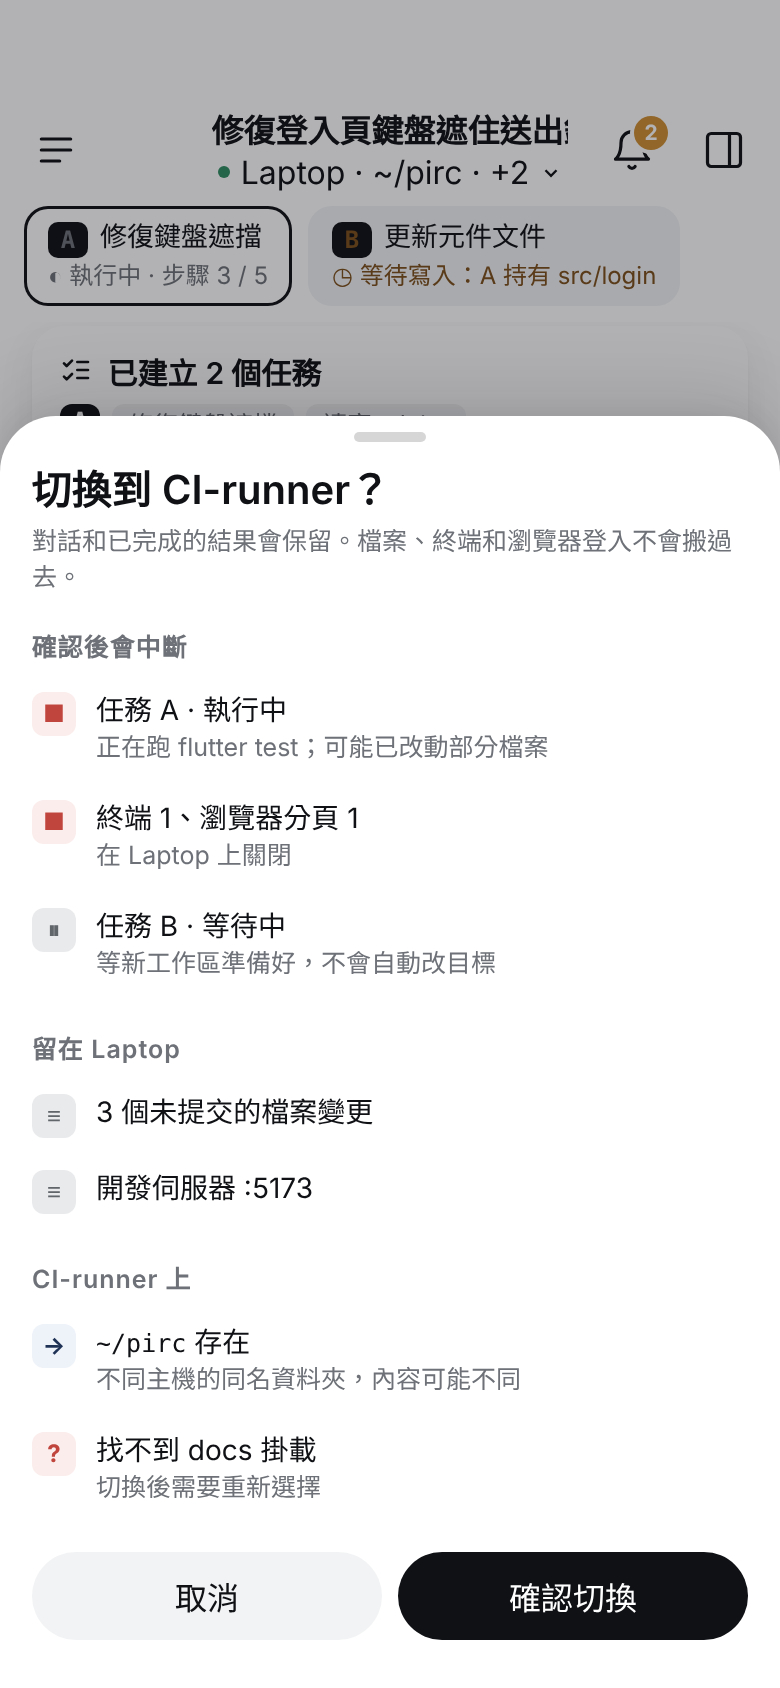 修復登入頁鍵盤遮住送出
2
Laptop · ~/pirc · +2
A 修復鍵盤遮擋
執行中 · 步驟 3 / 5
B 更新元件文件
等待寫入：A 持有 src/login
已建立 2 個任務
切換到 CI-runner？
對話和已完成的結果會保留。檔案、終端和瀏覽器登入不會搬過
去。
確認後會中斷
任務 A · 執行中
正在跑 flutter test；可能已改動部分檔案
終端 1、瀏覽器分頁 1
在 Laptop 上關閉
任務 B · 等待中
等新工作區準備好，不會自動改目標
留在 Laptop
3 個未提交的檔案變更
開發伺服器 :5173
CI-runner 上
~/pirc 存在
不同主機的同名資料夾，內容可能不同
? 找不到 docs 掛載
切換後需要重新選擇
取消
確認切換